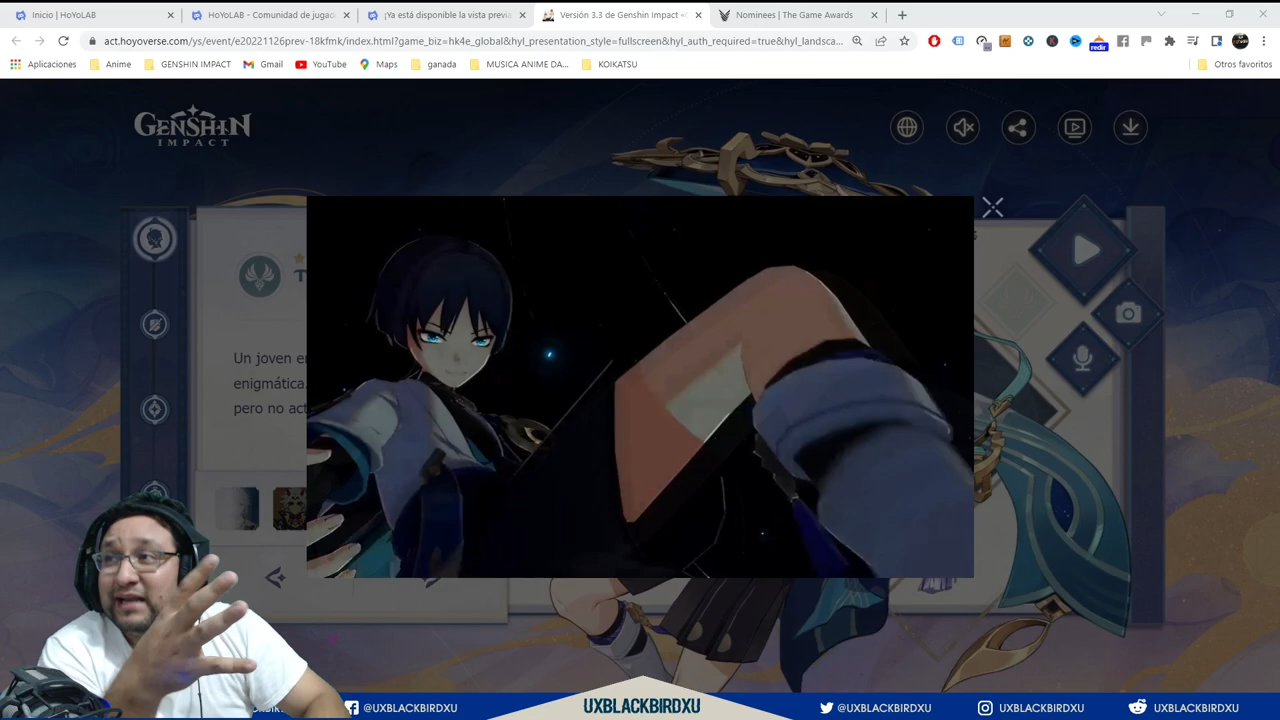 Inicio | HoYoLAB
HoYoLAB - Comunidad de jugad
¡Ya está disponible la vista previa
Versión 3.3 de Genshin Impact «
Nominees | The Game Awards
act.hoyoverse.com/ys/event/e20221126prev-18kfmk/index.html?game_biz=hk4e_global&hyl_presentation_style=fullscreen&hyl_auth_required=true&hyl_landsca...
redir
Aplicaciones
Anime
GENSHIN IMPACT
Gmail
YouTube
Maps
ganada
MUSICA ANIME DA...
KOIKATSU
Otros favoritos
GENSHIN
IMPACT
Un joven en
enigmática.
pero no act
@UXBLACKBIRDXU
UXBLACKBIRDXU
@UXBLACKBIRDXU
UXBLACKBIRDXU
UXBLACKBIRDXU